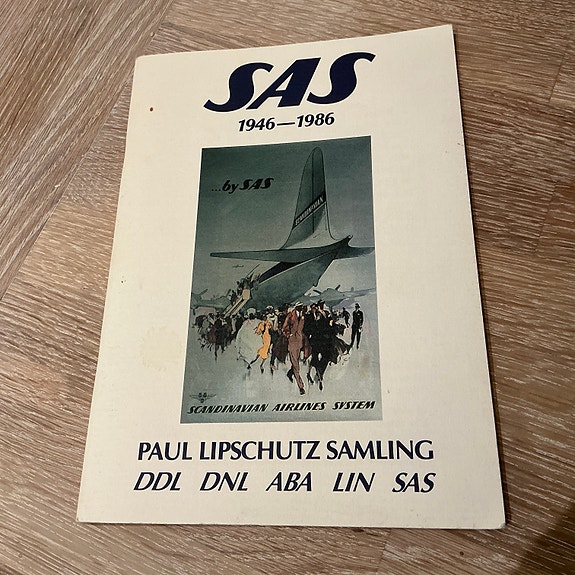 SAS
1946—1986
...by SAS
SCANDINAVIAN
SCANDINAVIAN AIRLINES SYSTEM
PAUL LIPSCHUTZ SAMLING
DDL DNL ABA LIN SAS